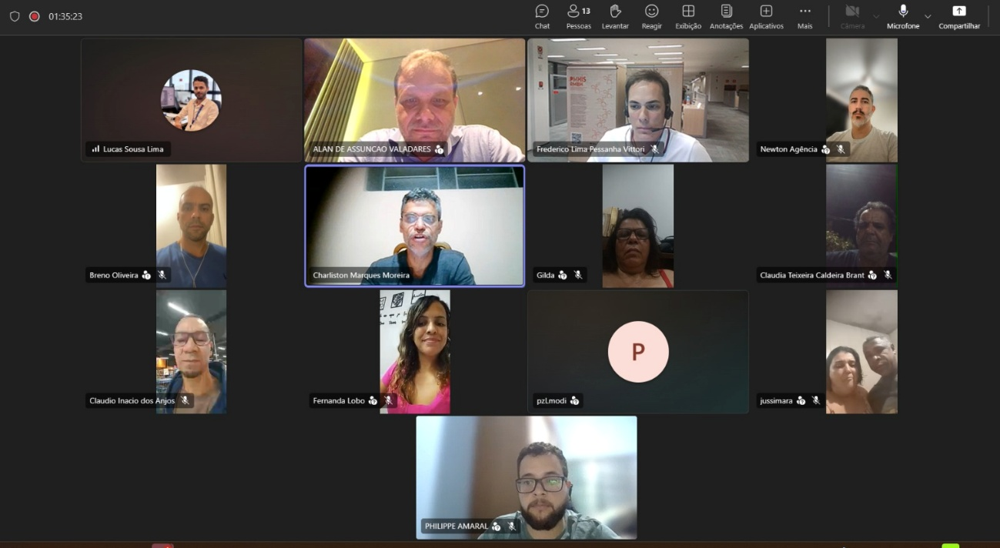 01:35:23
13
Chat
Pessoas
Levantar
Reagir
Exibição
Anotações
Aplicativos
Mais
Câmera
Microfone
Compartilhar
Lucas Sousa Lima
ALAN DE ASSUNCAO VALADARES
Frederico Lima Pessanha Vittori
Newton Agência
Breno Oliveira
Charliston Marques Moreira
Gilda
Claudia Teixeira Caldeira Brant
Claudio Inacio dos Anjos
Fernanda Lobo
P
pzLmodi
jussimara
PHILIPPE AMARAL